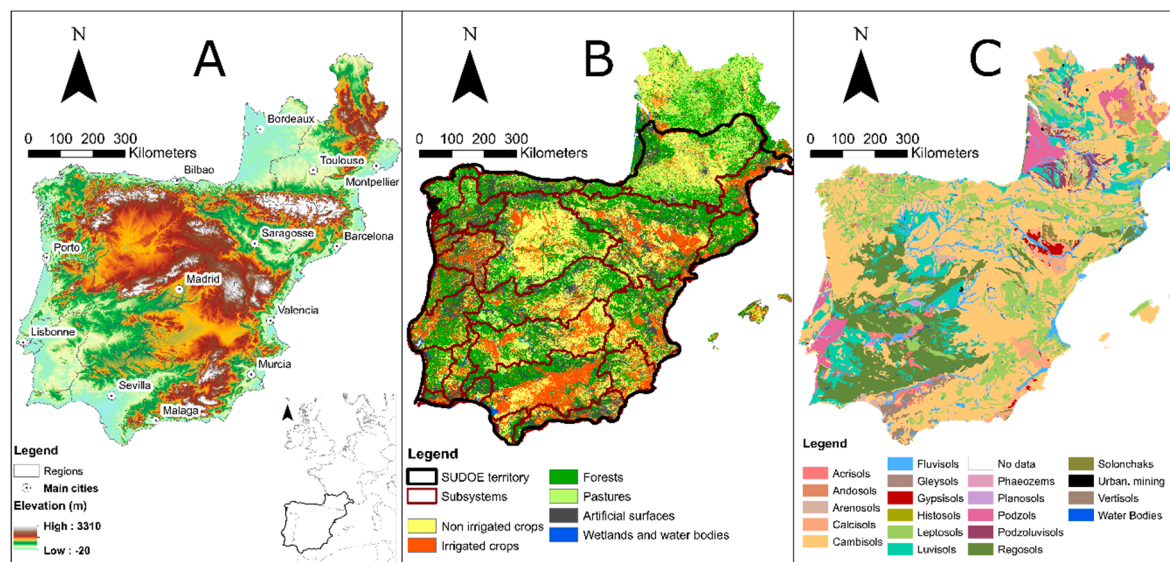 N
A
0 100 200 300
Kilometers
Bordeaux
Toulouse
Bilbao
Montpellier
Saragosse
Barcelona
Porto
Madrid
Valencia
Lisbonne
Murcia
Sevilla
Malaga
Legend
Regions
Main cities
Elevation (m)
High : 3310
Low : -20
N
B
0 100 200 300
Kilometers
Legend
SUDOE territory
Subsystems
Non irrigated crops
Irrigated crops
Forests
Pastures
Artificial surfaces
Wetlands and water bodies
N
C
0 100 200 300
Kilometers
Legend
Acrisols
Andosols
Arenosols
Calcisols
Cambisols
Fluvisols
Gleysols
Gypsisols
Histosols
Leptosols
Luvisols
No data
Phaeozems
Planosols
Podzols
Podzoluvisols
Regosols
Solonchaks
Urban. mining
Vertisols
Water Bodies